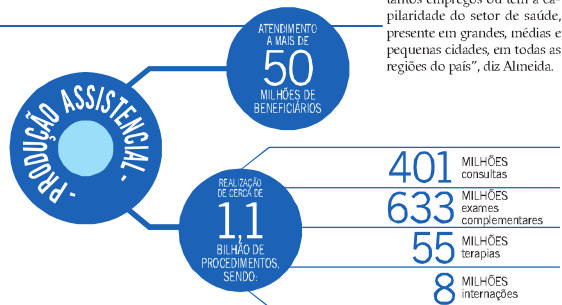 tantos empregos ou tem a ca-
pilaridade do setor de saúde,
presente em grandes, médias e
pequenas cidades, em todas as
regiões do país”, diz Almeida.
- PRODUÇÃO ASSISTENCIAL -
ATENDIMENTO
A MAIS DE
50
MILHÕES DE
BENEFICIÁRIOS
REALIZAÇÃO
DE CERCA DE
1,1
BILHÃO DE
PROCEDIMENTOS,
SENDO:
401 MILHÕES
consultas
633 MILHÕES
exames
complementares
55 MILHÕES
terapias
8 MILHÕES
internações